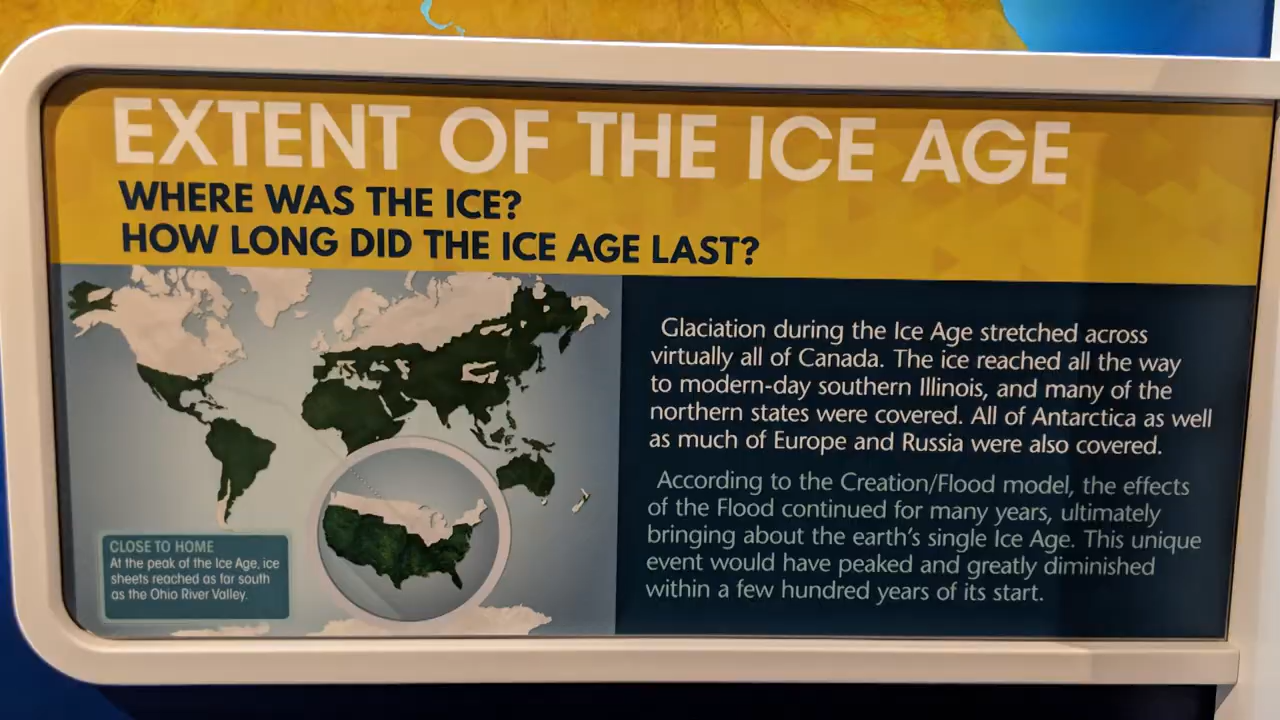 EXTENT OF THE ICE AGE
WHERE WAS THE ICE?
HOW LONG DID THE ICE AGE LAST?
Glaciation during the Ice Age stretched across
virtually all of Canada. The ice reached all the way
to modern-day southern Illinois, and many of the
northern states were covered. All of Antarctica as well
as much of Europe and Russia were also covered.
According to the Creation/Flood model, the effects
of the Flood continued for many years, ultimately
bringing about the earth's single Ice Age. This unique
event would have peaked and greatly diminished
within a few hundred years of its start.
CLOSE TO HOME
At the peak of the Ice Age, ice
sheets reached as far south
as the Ohio River Valley.